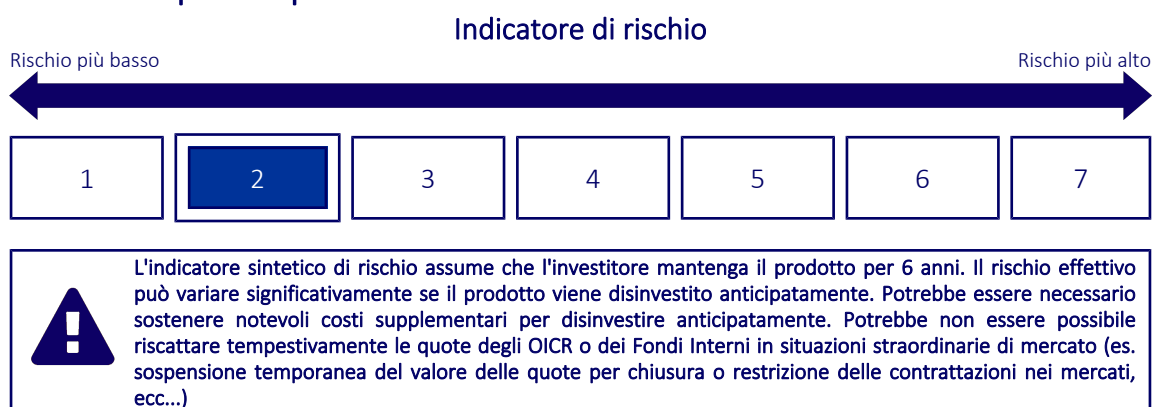 Indicatore di rischio
Rischio più basso Rischio più alto
1 2 3 4 5 6 7
L'indicatore sintetico di rischio assume che l'investitore mantenga il prodotto per 6 anni. Il rischio effettivo
può variare significativamente se il prodotto viene disinvestito anticipatamente. Potrebbe essere necessario
sostenere notevoli costi supplementari per disinvestire anticipatamente. Potrebbe non essere possibile
riscattare tempestivamente le quote degli OICR o dei Fondi Interni in situazioni straordinarie di mercato (es.
sospensione temporanea del valore delle quote per chiusura o restrizione delle contrattazioni nei mercati,
ecc...)